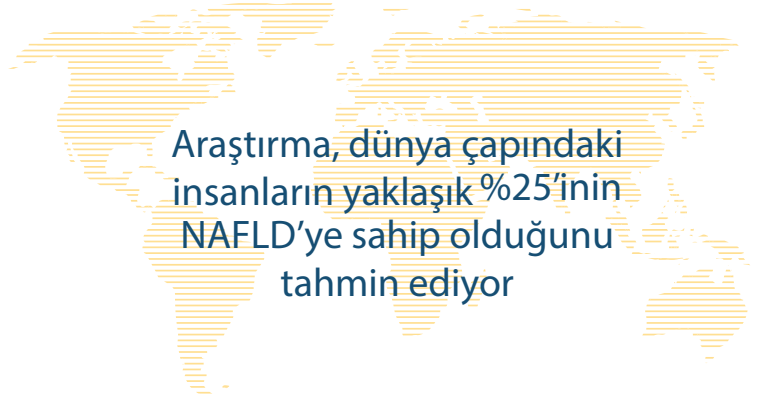 Araştırma, dünya çapındaki
insanların yaklaşık %25’inin
NAFLD’ye sahip olduğunu
tahmin ediyor